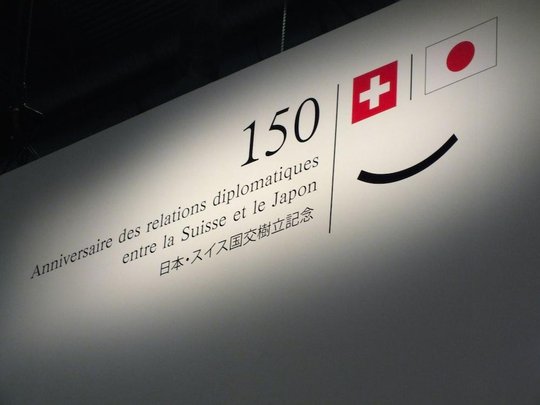 150
Anniversaire des relations diplomatiques
entre la Suisse et le Japon
日本・スイス国交樹立記念